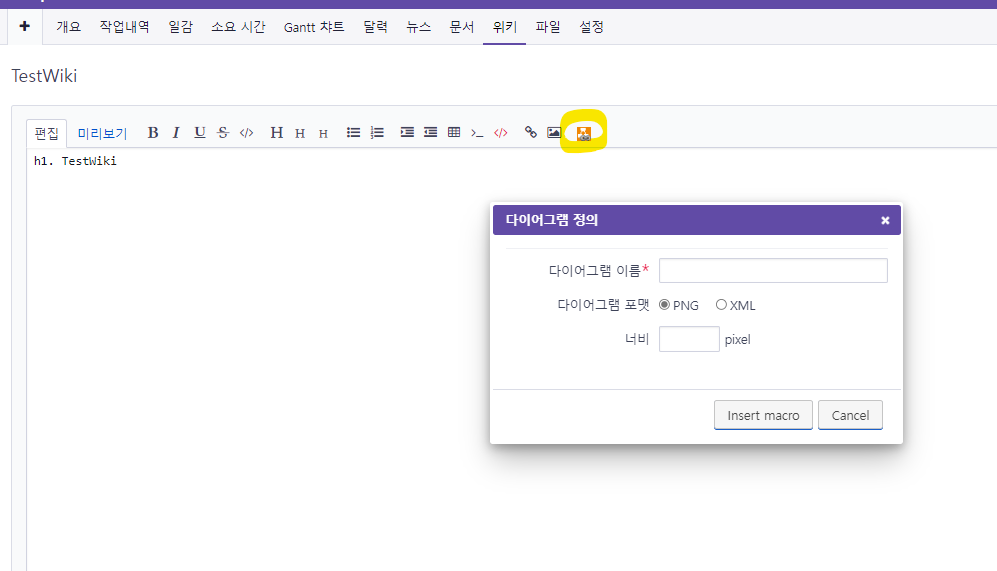 개요 작업내역 일감 소요 시간 Gantt 챠트 달력 뉴스 문서 위키 파일 설정
TestWiki
편집 미리보기 B I U S </> H H H >_ </>
h1. TestWiki
다이어그램 정의
다이어그램 이름*
다이어그램 포맷 PNG XML
너비 pixel
Insert macro Cancel